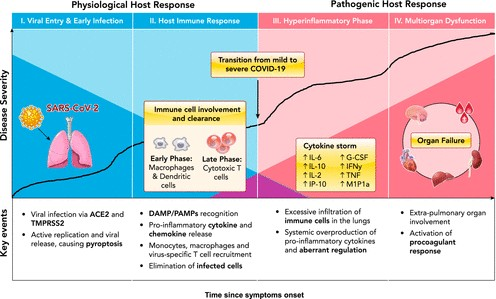 Physiological Host Response
Pathogenic Host Response
I. Viral Entry & Early Infection
II. Host Immune Response
III. Hyperinflammatory Phase
IV. Multiorgan Dysfunction
Disease Severity
SARS-CoV-2
Transition from mild to
severe COVID-19
Immune cell involvement
and clearance
Early Phase:
Macrophages
& Dendritic
cells
Late Phase:
Cytotoxic T
cells
Cytokine storm
↑ IL-6 ↑ G-CSF
↑ IL-10 ↑ IFNγ
↑ IL-2 ↑ TNF
↑ IP-10 ↑ M1P1a
Organ Failure
Key events
• Viral infection via ACE2 and
TMPRSS2
• Active replication and viral
release, causing pyroptosis
• DAMP/PAMPs recognition
• Pro-inflammatory cytokine and
chemokine release
• Monocytes, macrophages and
virus-specific T cell recruitment
• Elimination of infected cells
• Excessive infiltration of
immune cells in the lungs
• Systemic overproduction of
pro-inflammatory cytokines and
aberrant regulation
• Extra-pulmonary organ
involvement
• Activation of
procoagulant
response
Time since symptoms onset